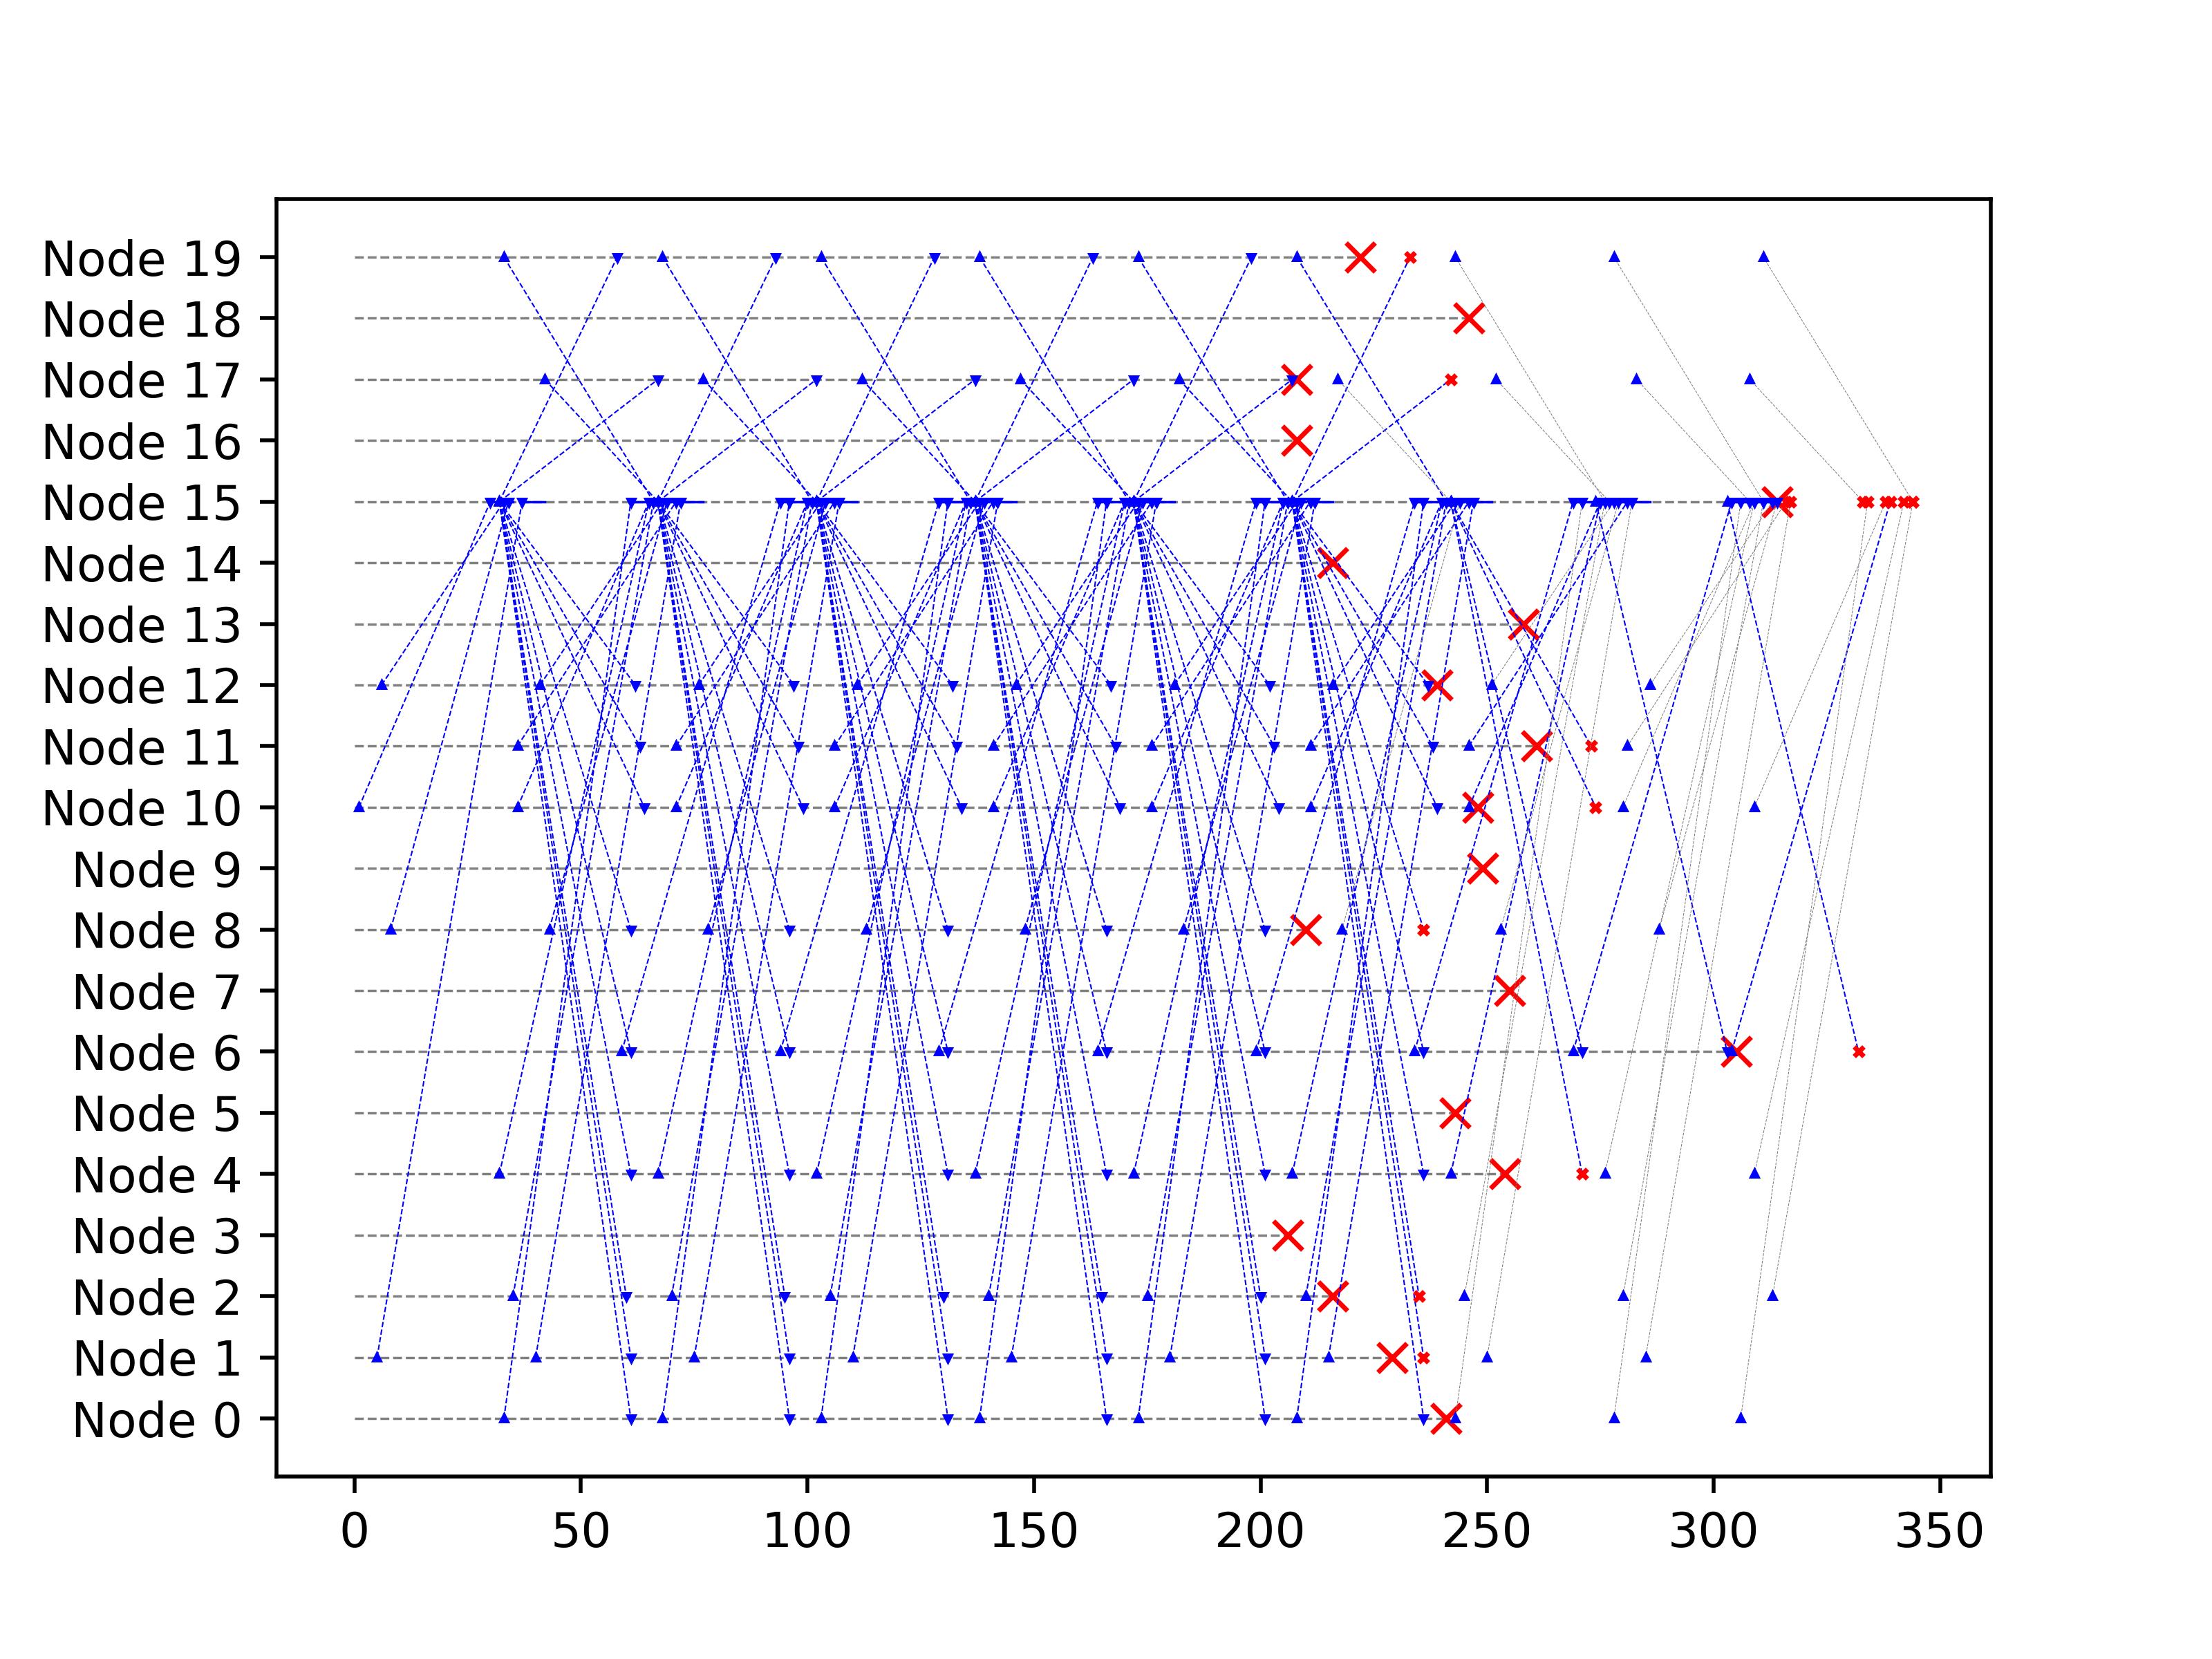 Node 19
Node 18
Node 17
Node 16
Node 15
Node 14
Node 13
Node 12
Node 11
Node 10
Node 9
Node 8
Node 7
Node 6
Node 5
Node 4
Node 3
Node 2
Node 1
Node 0
0 50 100 150 200 250 300 350